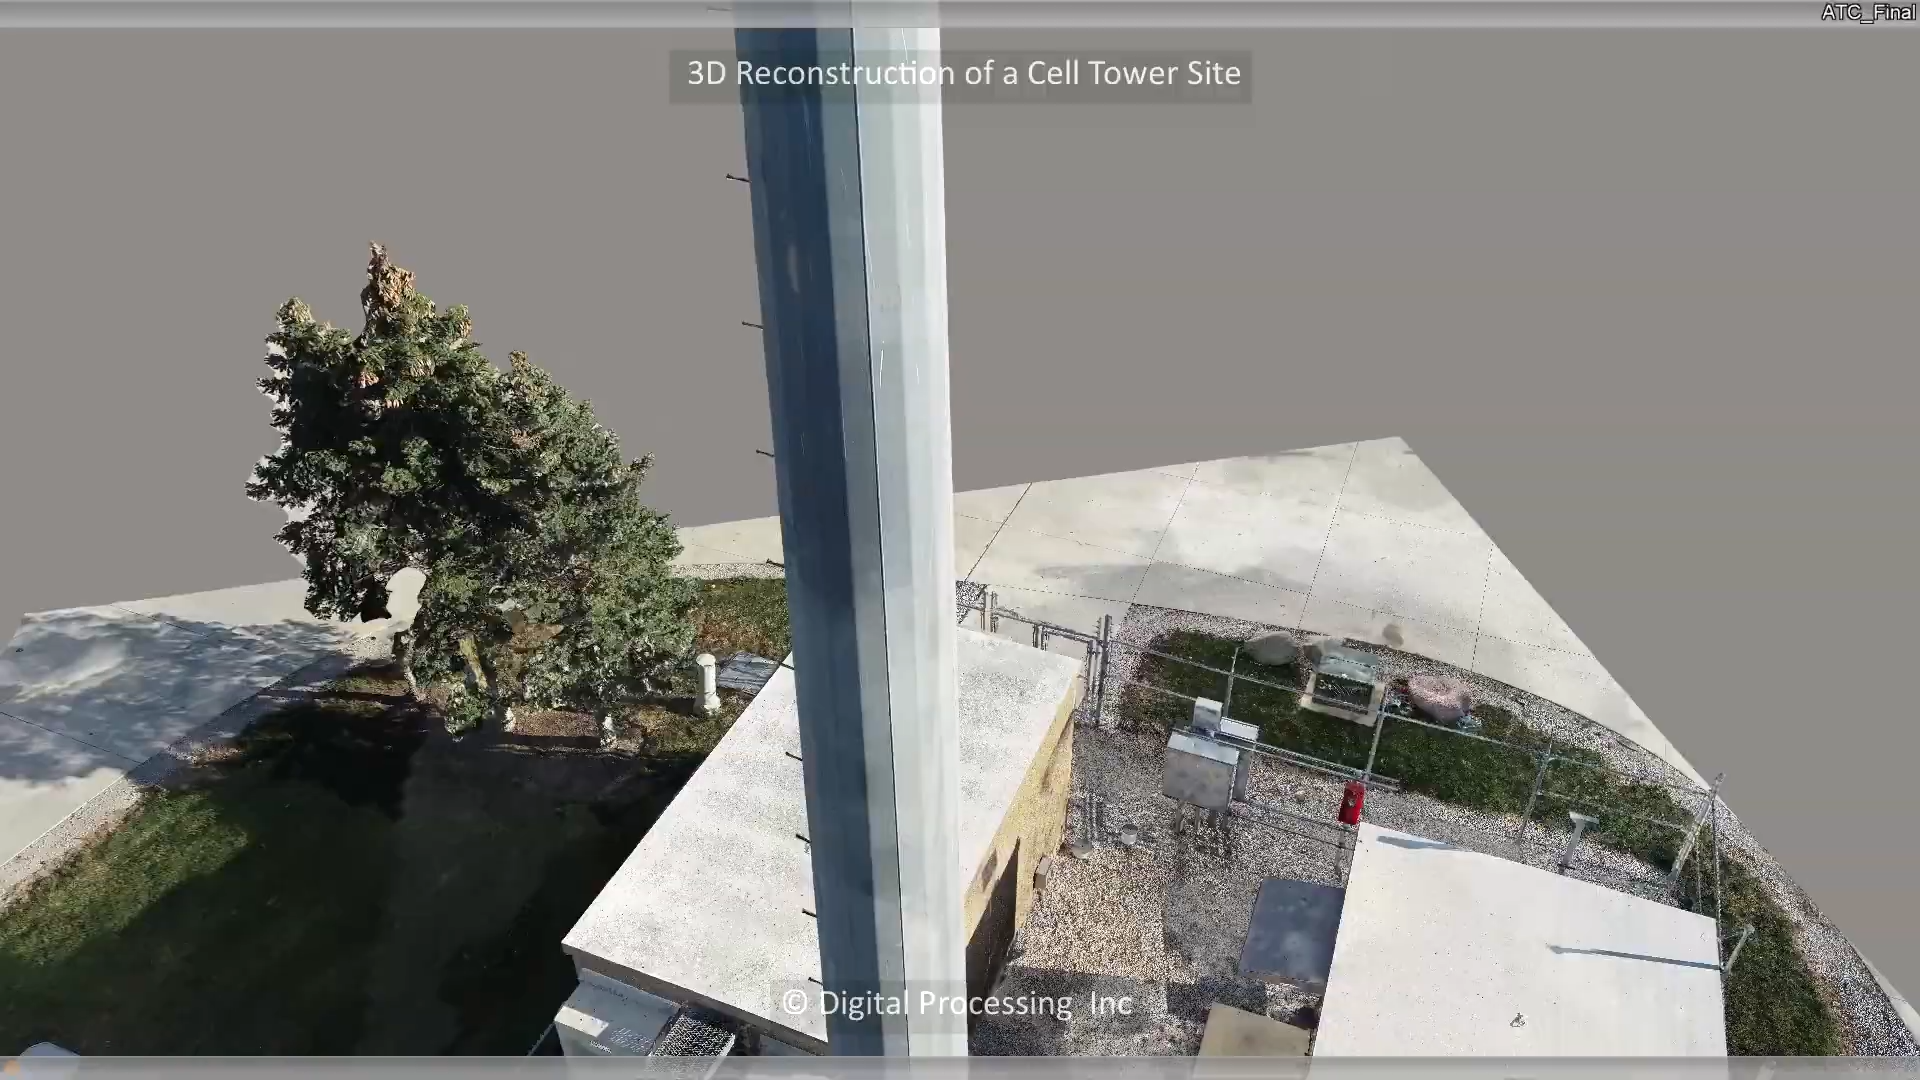 ATC_Final
3D Reconstruction of a Cell Tower Site
© Digital Processing Inc